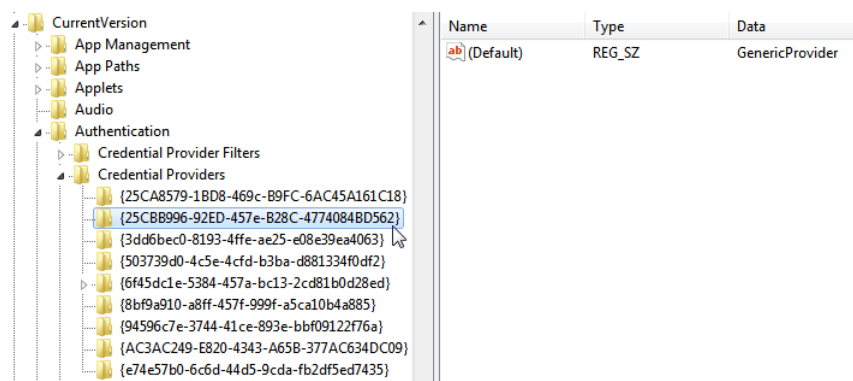 CurrentVersion
App Management
App Paths
Applets
Audio
Authentication
Credential Provider Filters
Credential Providers
{25CA8579-1BD8-469c-B9FC-6AC45A161C18}
{25CBB996-92ED-457e-B28C-4774084BD562}
{3dd6bec0-8193-4ffe-ae25-e08e39ea4063}
{503739d0-4c5e-4cfd-b3ba-d881334f0df2}
{6f45dc1e-5384-457a-bc13-2cd81b0d28ed}
{8bf9a910-a8ff-457f-999f-a5ca10b4a885}
{94596c7e-3744-41ce-893e-bbf09122f76a}
{AC3AC249-E820-4343-A65B-377AC634DC09}
{e74e57b0-6c6d-44d5-9cda-fb2df5ed7435}
Name Type Data
ab (Default) REG_SZ GenericProvider